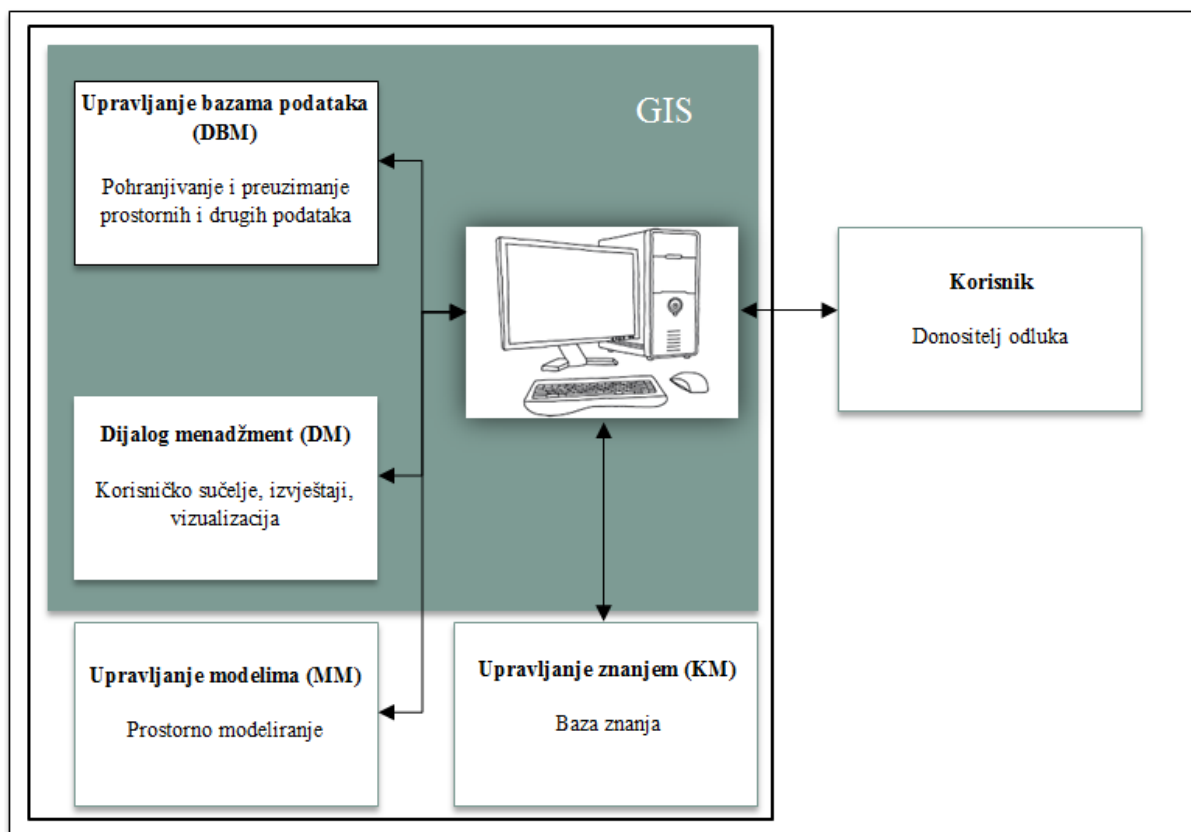 GIS
Upravljanje bazama podataka
(DBM)
Pohranjivanje i preuzimanje
prostornih i drugih podataka
Korisnik
Donositelj odluka
Dijalog menadžment (DM)
Korisničko sučelje, izvještaji,
vizualizacija
Upravljanje modelima (MM)
Prostorno modeliranje
Upravljanje znanjem (KM)
Baza znanja